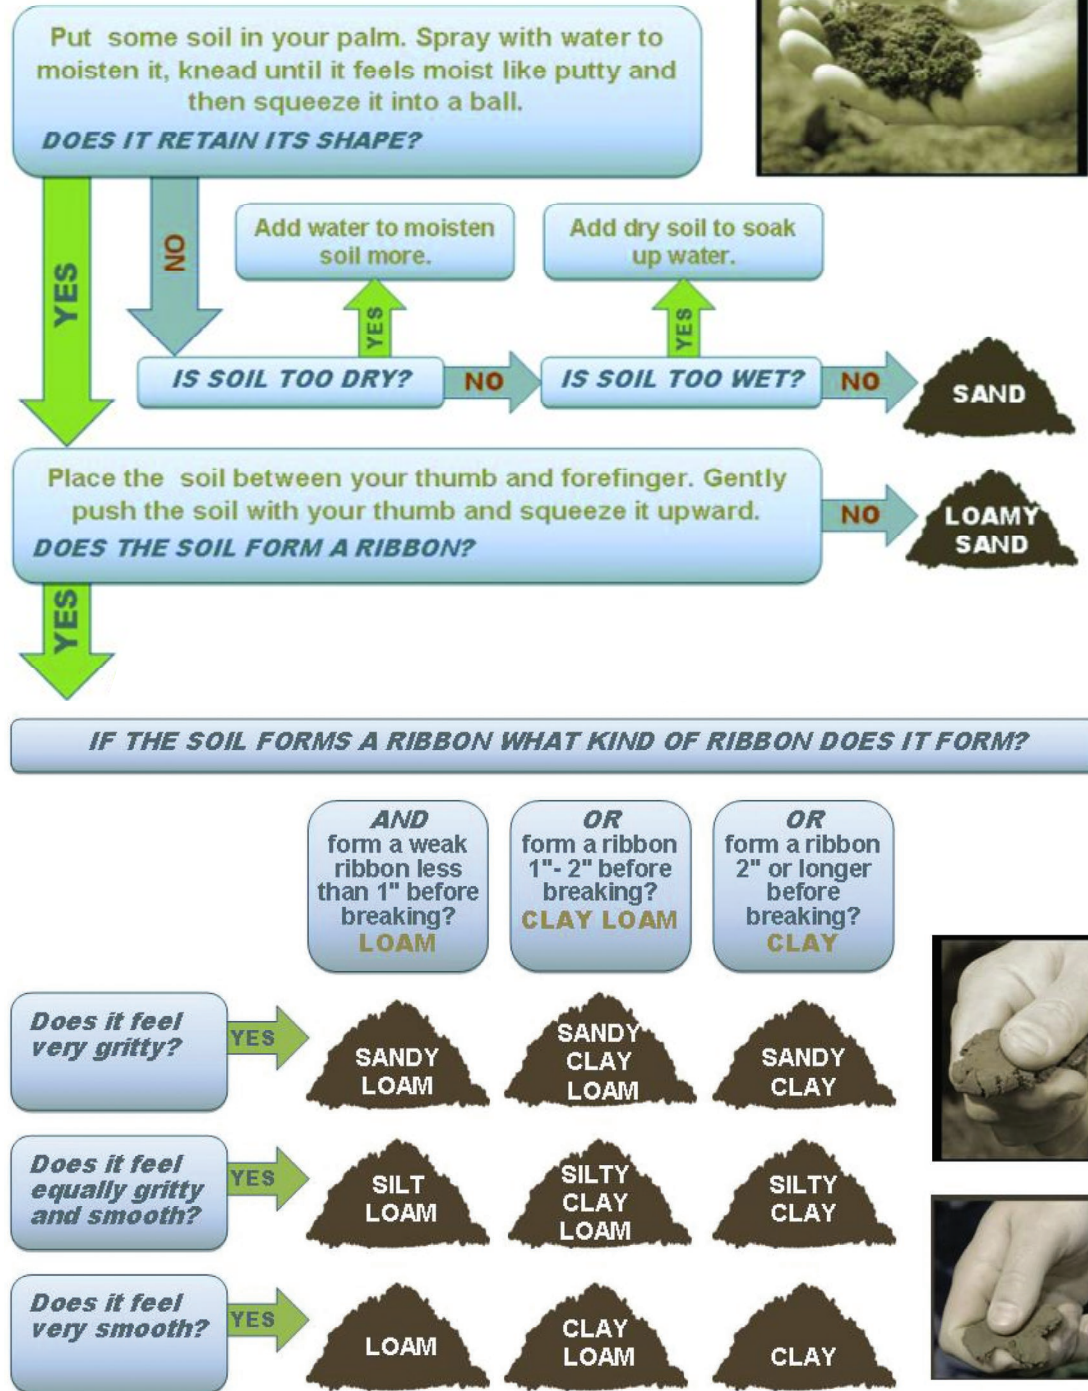 Put some soil in your palm. Spray with water to
moisten it, knead until it feels moist like putty and
then squeeze it into a ball.
DOES IT RETAIN ITS SHAPE?
YES
NO
Add water to moisten
soil more.
Add dry soil to soak
up water.
YES
YES
IS SOIL TOO DRY?
NO
IS SOIL TOO WET?
NO
SAND
Place the soil between your thumb and forefinger. Gently
push the soil with your thumb and squeeze it upward.
DOES THE SOIL FORM A RIBBON?
NO
LOAMY
SAND
YES
IF THE SOIL FORMS A RIBBON WHAT KIND OF RIBBON DOES IT FORM?
AND
form a weak
ribbon less
than 1" before
breaking?
LOAM
OR
form a ribbon
1"- 2" before
breaking?
CLAY LOAM
OR
form a ribbon
2" or longer
before
breaking?
CLAY
Does it feel
very gritty?
YES
SANDY
LOAM
SANDY
CLAY
LOAM
SANDY
CLAY
Does it feel
equally gritty
and smooth?
YES
SILT
LOAM
SILTY
CLAY
LOAM
SILTY
CLAY
Does it feel
very smooth?
YES
LOAM
CLAY
LOAM
CLAY